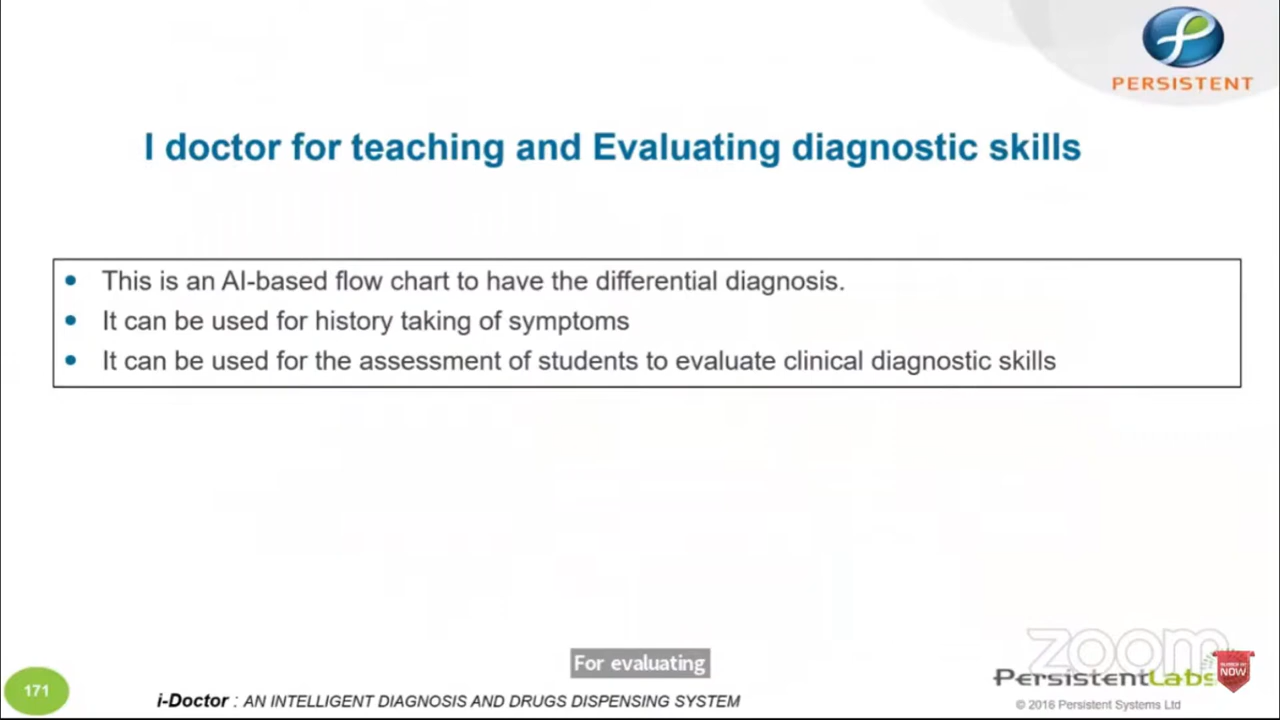 PERSISTENT
I doctor for teaching and Evaluating diagnostic skills
• This is an AI-based flow chart to have the differential diagnosis.
• It can be used for history taking of symptoms
• It can be used for the assessment of students to evaluate clinical diagnostic skills
For evaluating
zoom
171
i-Doctor : AN INTELLIGENT DIAGNOSIS AND DRUGS DISPENSING SYSTEM
PersistentLabs
NOW
© 2016 Persistent Systems Ltd